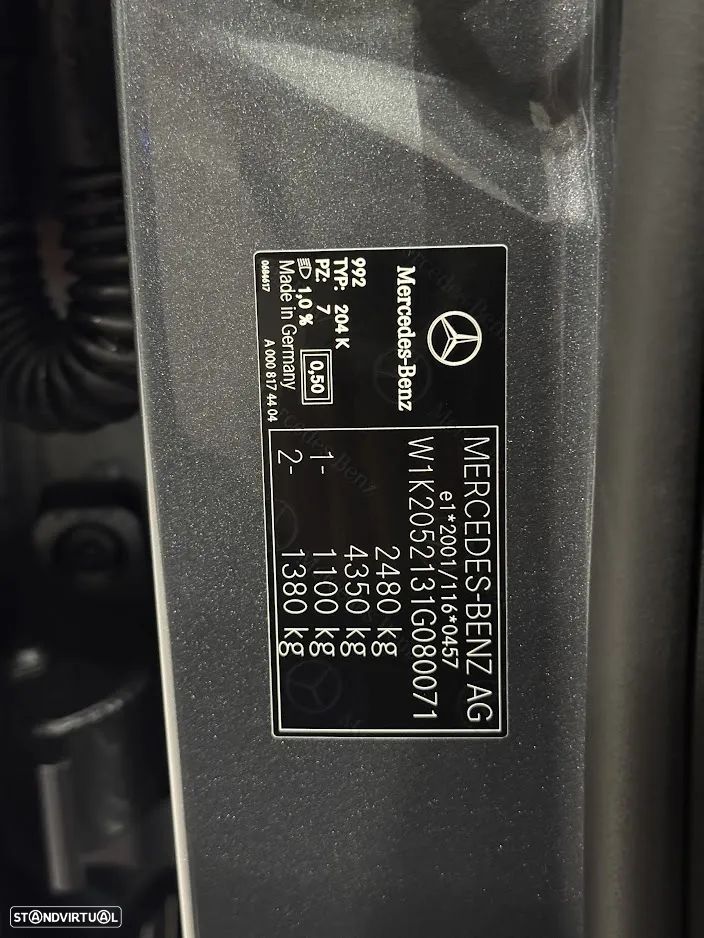 Mercedes-Benz
992
TYP: 204 K
PZ: 7
1,0 %
0,50
Made in Germany
0684617
A 000 817 44 04
MERCEDES-BENZ AG
e1*2001/116*0457
W1K2052131G080071
2480 kg
4350 kg
1- 1100 kg
2- 1380 kg
STANDVIRTUAL